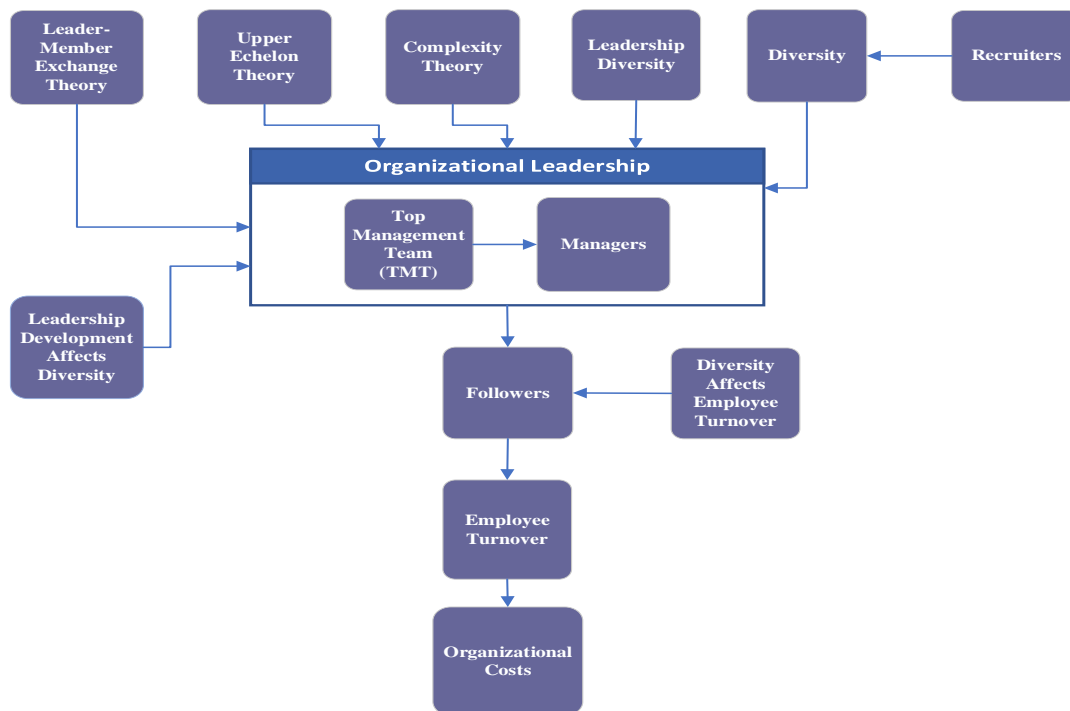 Leader-
Member
Exchange
Theory
Upper
Echelon
Theory
Complexity
Theory
Leadership
Diversity
Diversity
Recruiters
Organizational Leadership
Top
Management
Team
(TMT)
Managers
Leadership
Development
Affects
Diversity
Followers
Diversity
Affects
Employee
Turnover
Employee
Turnover
Organizational
Costs